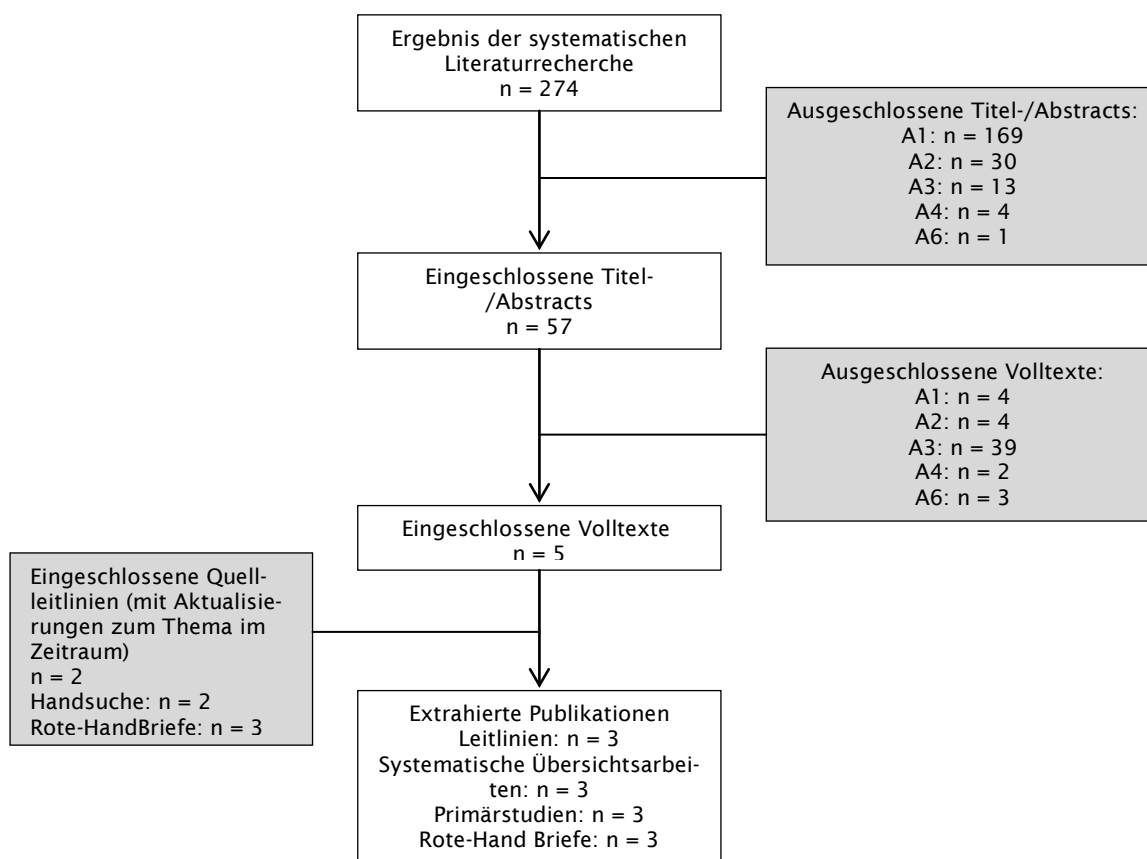 Ergebnis der systematischen
Literaturrecherche
n = 274
Ausgeschlossene Titel-/Abstracts:
A1: n = 169
A2: n = 30
A3: n = 13
A4: n = 4
A6: n = 1
Eingeschlossene Titel-
/Abstracts
n = 57
Ausgeschlossene Volltexte:
A1: n = 4
A2: n = 4
A3: n = 39
A4: n = 2
A6: n = 3
Eingeschlossene Volltexte
n = 5
Eingeschlossene Quell-
leitlinien (mit Aktualisie-
rungen zum Thema im
Zeitraum)
n = 2
Handsuche: n = 2
Rote-HandBriefe: n = 3
Extrahierte Publikationen
Leitlinien: n = 3
Systematische Übersichtsarbei-
ten: n = 3
Primärstudien: n = 3
Rote-Hand Briefe: n = 3